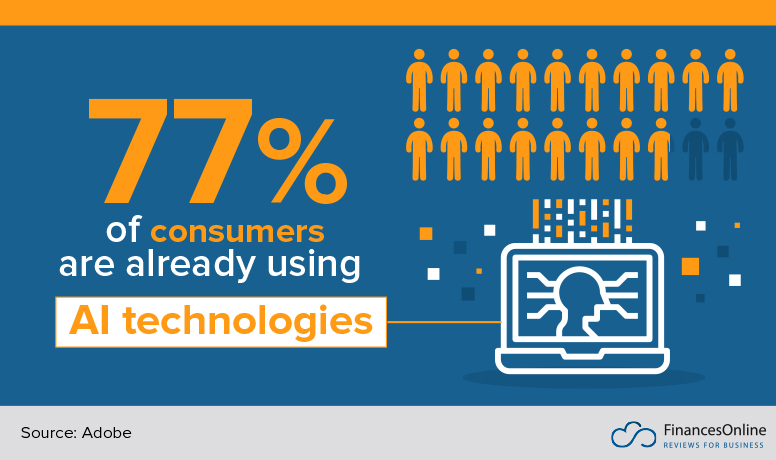 77%
of consumers
are already using
AI technologies
Source: Adobe
FinancesOnline
REVIEWS FOR BUSINESS